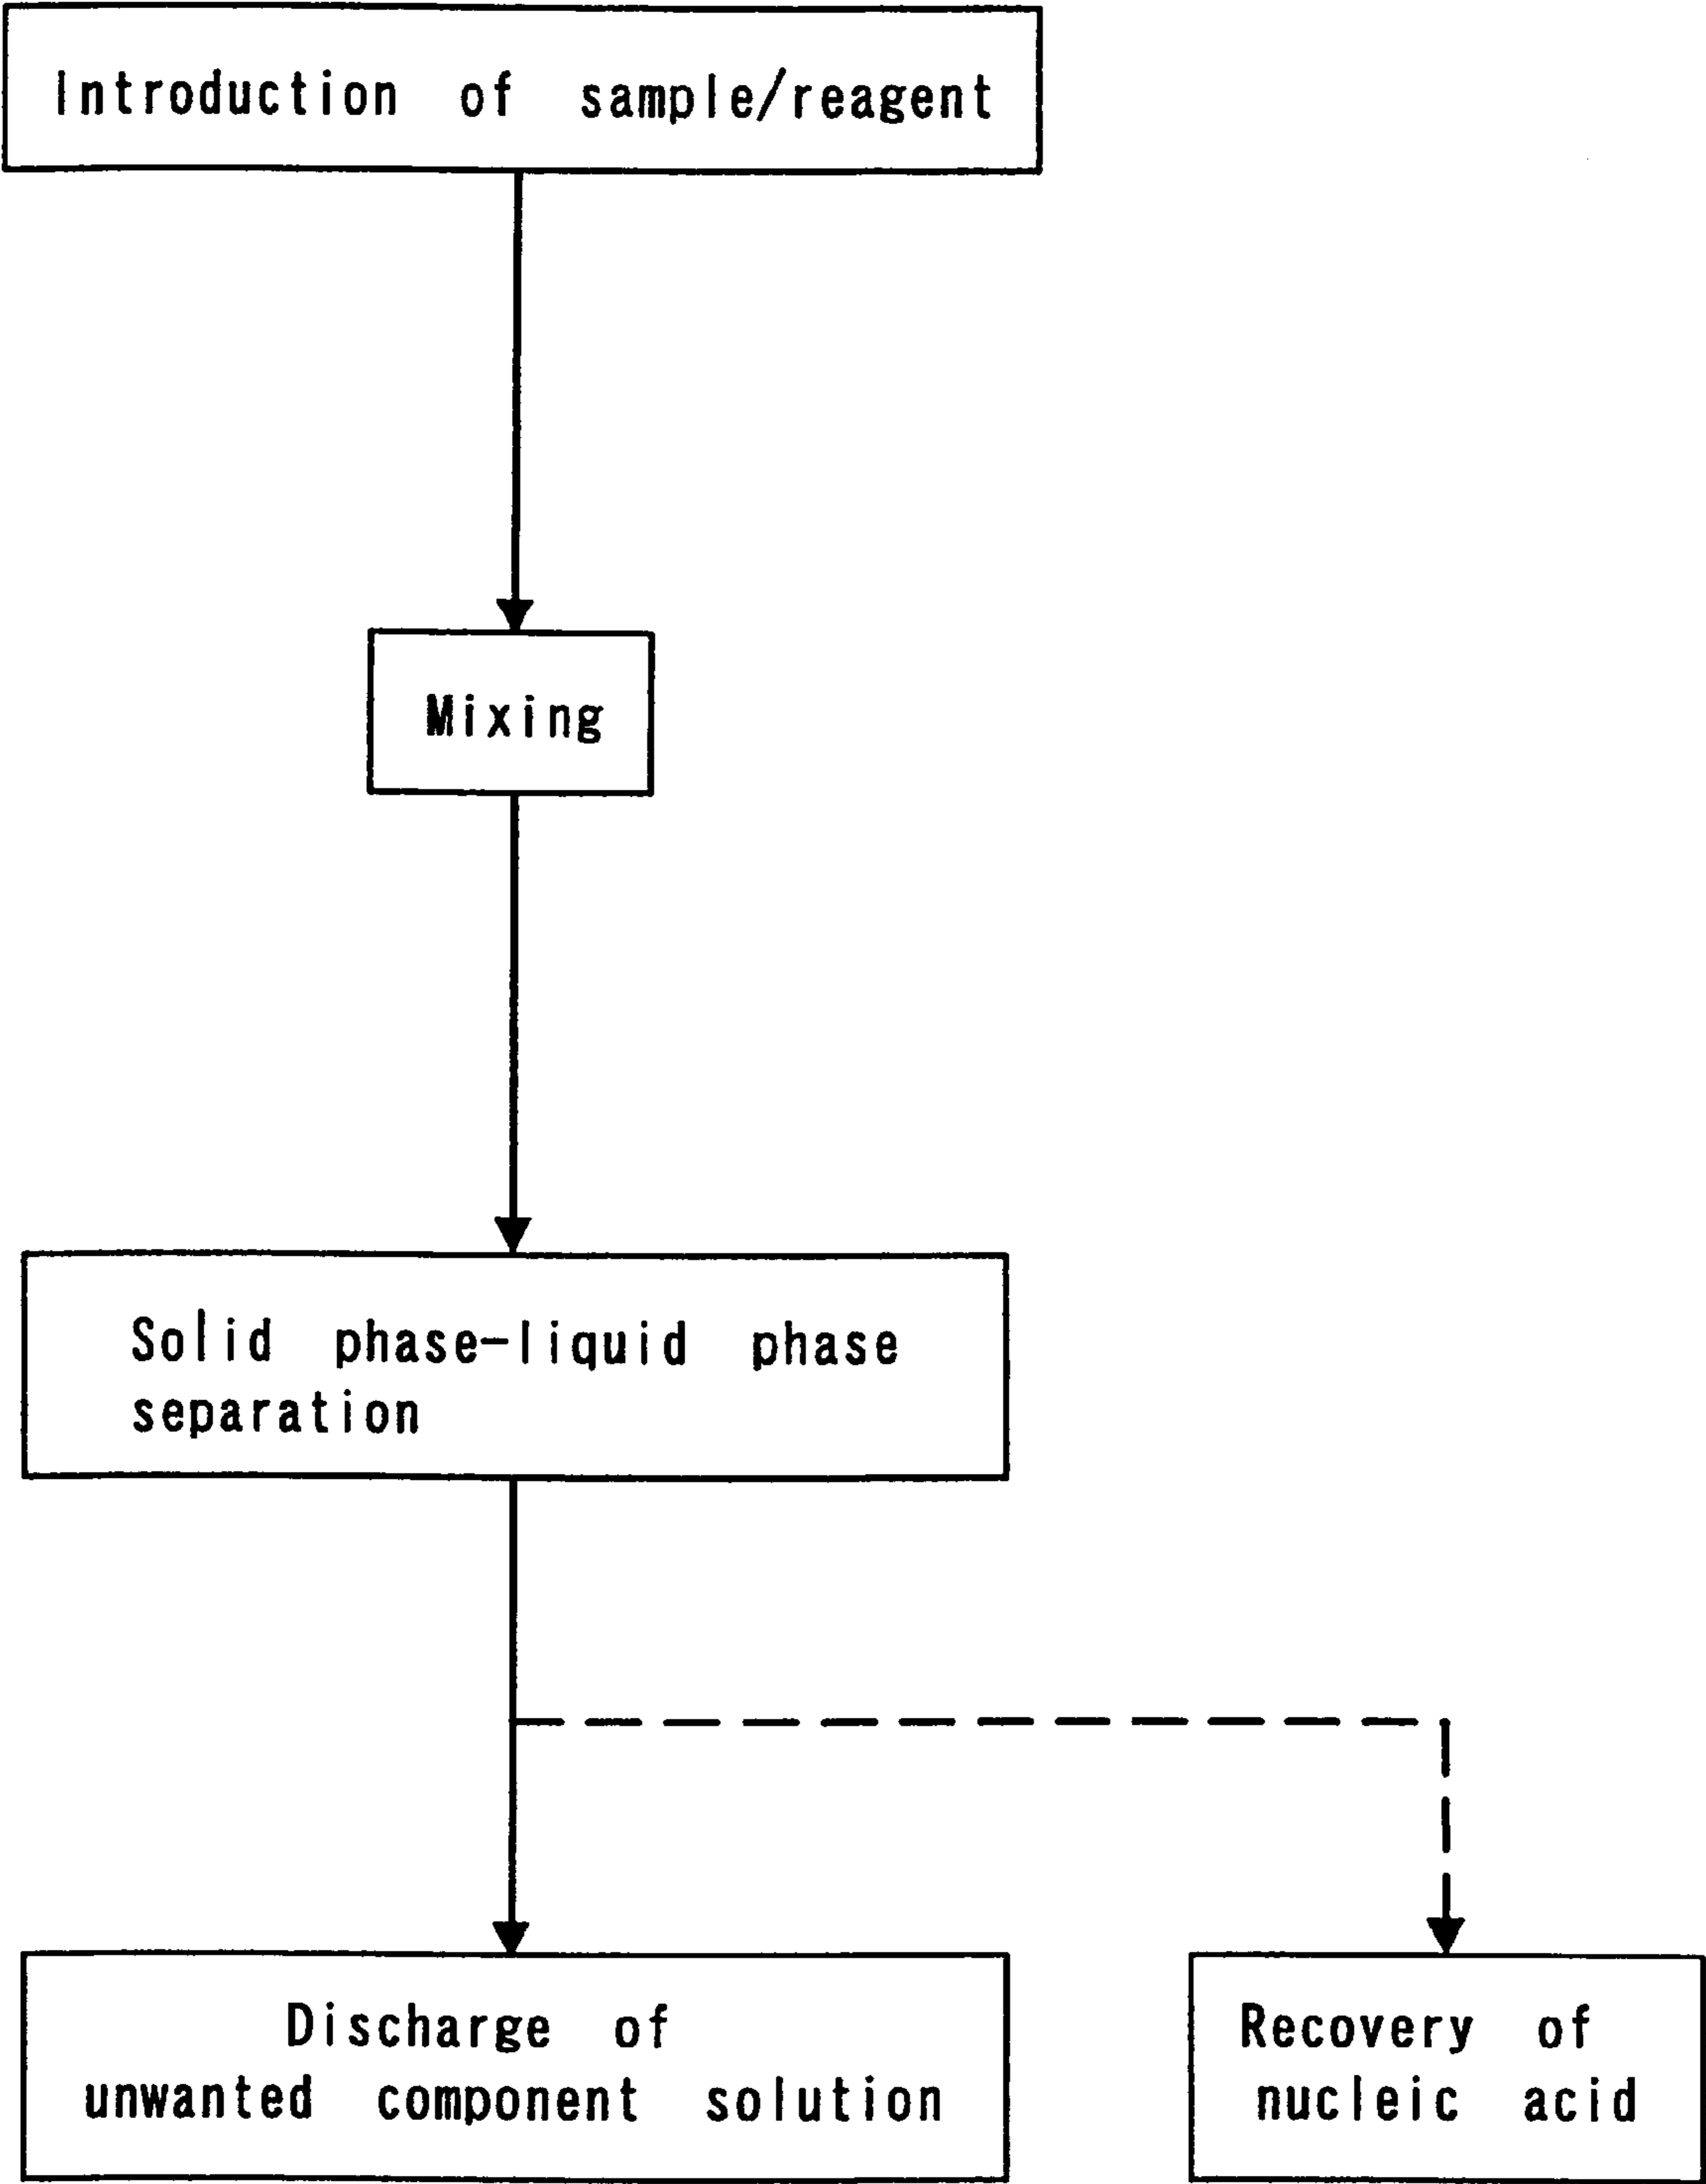 Introduction of sample/reagent
Mixing
Solid phase-liquid phase
separation
Discharge of
unwanted component solution
Recovery of
nucleic acid